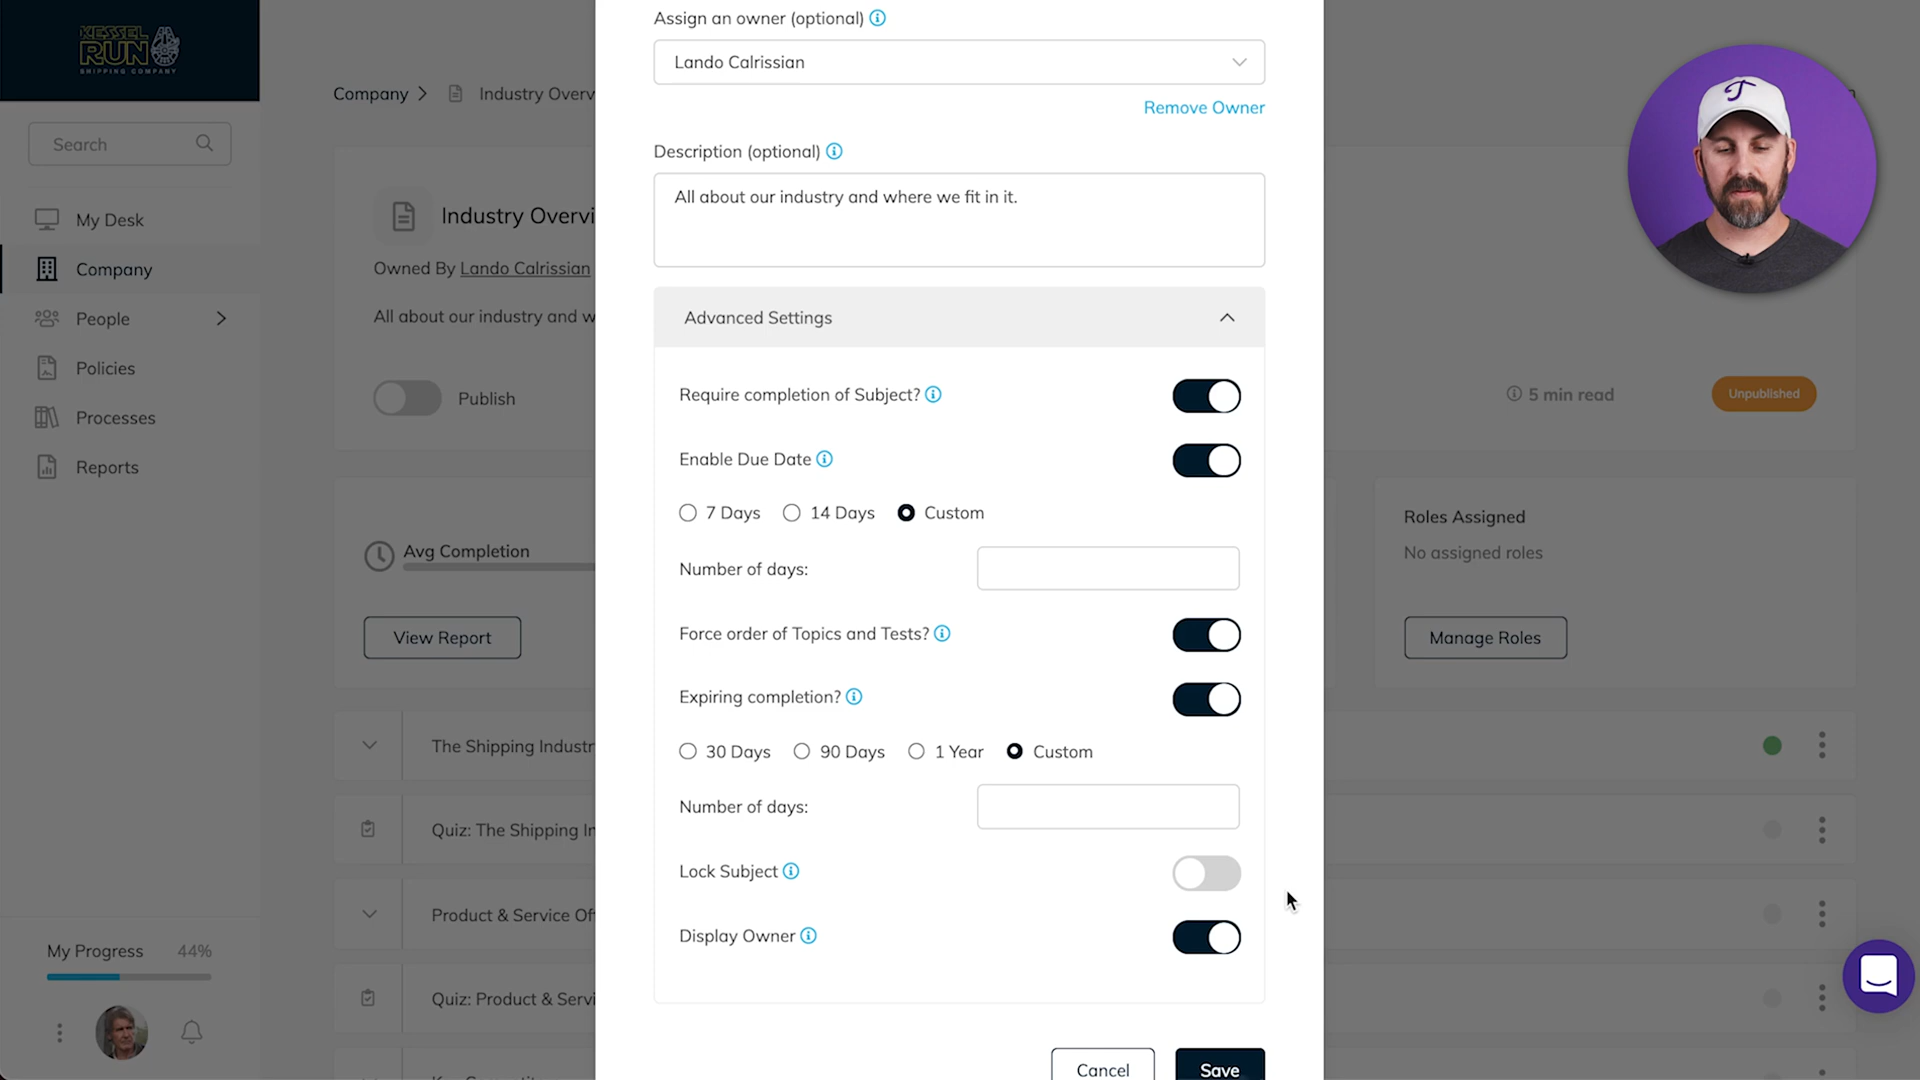 KESSEL
RUN
SHIPPING COMPANY
Search
My Desk
Company
People
Policies
Processes
Reports
My Progress 44%
Company > Industry Overv
Industry Overvi
Owned By Lando Calrissian
All about our industry and w
Publish
Avg Completion
View Report
The Shipping Industr
Quiz: The Shipping In
Product & Service Of
Quiz: Product & Servi
Assign an owner (optional)
Lando Calrissian
Remove Owner
Description (optional)
All about our industry and where we fit in it.
Advanced Settings
Require completion of Subject?
Enable Due Date
7 Days 14 Days Custom
Number of days:
Force order of Topics and Tests?
Expiring completion?
30 Days 90 Days 1 Year Custom
Number of days:
Lock Subject
Display Owner
Cancel Save
5 min read
Unpublished
Roles Assigned
No assigned roles
Manage Roles